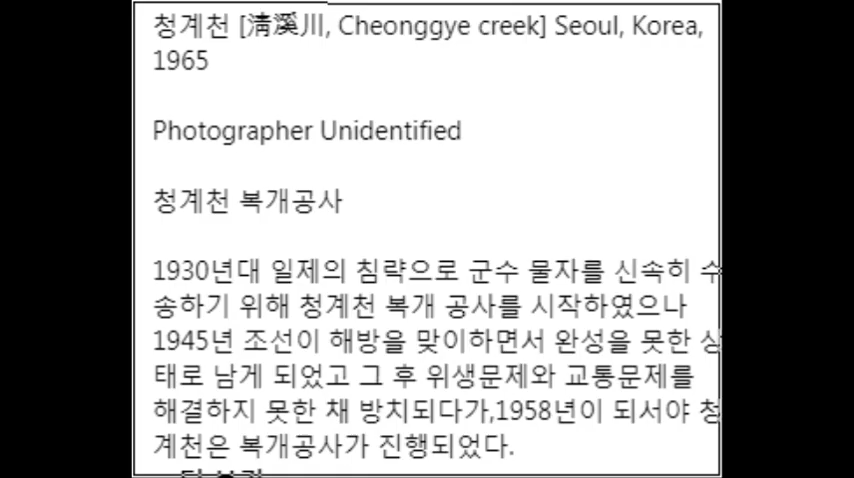 청계천 [淸溪川, Cheonggye creek] Seoul, Korea,
1965
Photographer Unidentified
청계천 복개공사
1930년대 일제의 침략으로 군수 물자를 신속히 수
송하기 위해 청계천 복개 공사를 시작하였으나
1945년 조선이 해방을 맞이하면서 완성을 못한 상
태로 남게 되었고 그 후 위생문제와 교통문제를
해결하지 못한 채 방치되다가,1958년이 되서야 청
계천은 복개공사가 진행되었다.